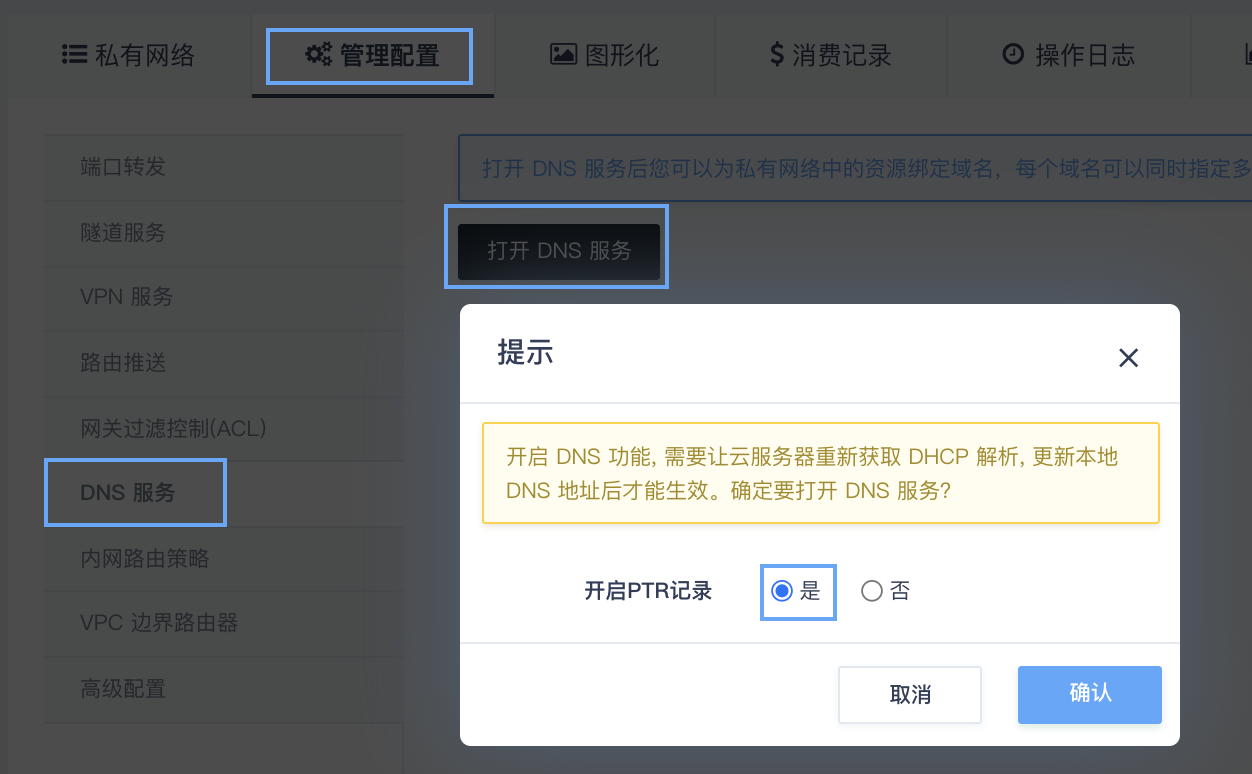 私有网络
管理配置
图形化
消费记录
操作日志
端口转发
隧道服务
VPN 服务
路由推送
网关过滤控制(ACL)
DNS 服务
内网路由策略
VPC 边界路由器
高级配置
打开 DNS 服务后您可以为私有网络中的资源绑定域名，每个域名可以同时指定多
打开 DNS 服务
提示
开启 DNS 功能, 需要让云服务器重新获取 DHCP 解析, 更新本地
DNS 地址后才能生效。确定要打开 DNS 服务?
开启PTR记录
是
否
取消
确认